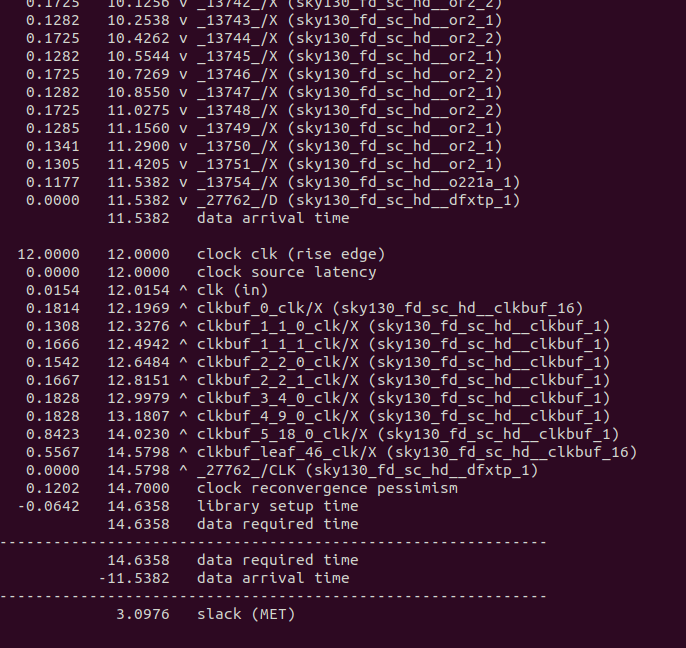 0.1725 10.1256 v _13742_/X (sky130_fd_sc_hd__or2_2)
0.1282 10.2538 v _13743_/X (sky130_fd_sc_hd__or2_1)
0.1725 10.4262 v _13744_/X (sky130_fd_sc_hd__or2_2)
0.1282 10.5544 v _13745_/X (sky130_fd_sc_hd__or2_1)
0.1725 10.7269 v _13746_/X (sky130_fd_sc_hd__or2_2)
0.1282 10.8550 v _13747_/X (sky130_fd_sc_hd__or2_1)
0.1725 11.0275 v _13748_/X (sky130_fd_sc_hd__or2_2)
0.1285 11.1560 v _13749_/X (sky130_fd_sc_hd__or2_1)
0.1341 11.2900 v _13750_/X (sky130_fd_sc_hd__or2_1)
0.1305 11.4205 v _13751_/X (sky130_fd_sc_hd__or2_1)
0.1177 11.5382 v _13754_/X (sky130_fd_sc_hd__o221a_1)
0.0000 11.5382 v _27762_/D (sky130_fd_sc_hd__dfxtp_1)
11.5382 data arrival time
12.0000 12.0000 clock clk (rise edge)
0.0000 12.0000 clock source latency
0.0154 12.0154 ^ clk (in)
0.1814 12.1969 ^ clkbuf_0_clk/X (sky130_fd_sc_hd__clkbuf_16)
0.1308 12.3276 ^ clkbuf_1_1_0_clk/X (sky130_fd_sc_hd__clkbuf_1)
0.1666 12.4942 ^ clkbuf_1_1_1_clk/X (sky130_fd_sc_hd__clkbuf_1)
0.1542 12.6484 ^ clkbuf_2_2_0_clk/X (sky130_fd_sc_hd__clkbuf_1)
0.1667 12.8151 ^ clkbuf_2_2_1_clk/X (sky130_fd_sc_hd__clkbuf_1)
0.1828 12.9979 ^ clkbuf_3_4_0_clk/X (sky130_fd_sc_hd__clkbuf_1)
0.1828 13.1807 ^ clkbuf_4_9_0_clk/X (sky130_fd_sc_hd__clkbuf_1)
0.8423 14.0230 ^ clkbuf_5_18_0_clk/X (sky130_fd_sc_hd__clkbuf_1)
0.5567 14.5798 ^ clkbuf_leaf_46_clk/X (sky130_fd_sc_hd__clkbuf_16)
0.0000 14.5798 ^ _27762_/CLK (sky130_fd_sc_hd__dfxtp_1)
0.1202 14.7000 clock reconvergence pessimism
-0.0642 14.6358 library setup time
14.6358 data required time
-------------------------------------------------------------
14.6358 data required time
-11.5382 data arrival time
-------------------------------------------------------------
3.0976 slack (MET)